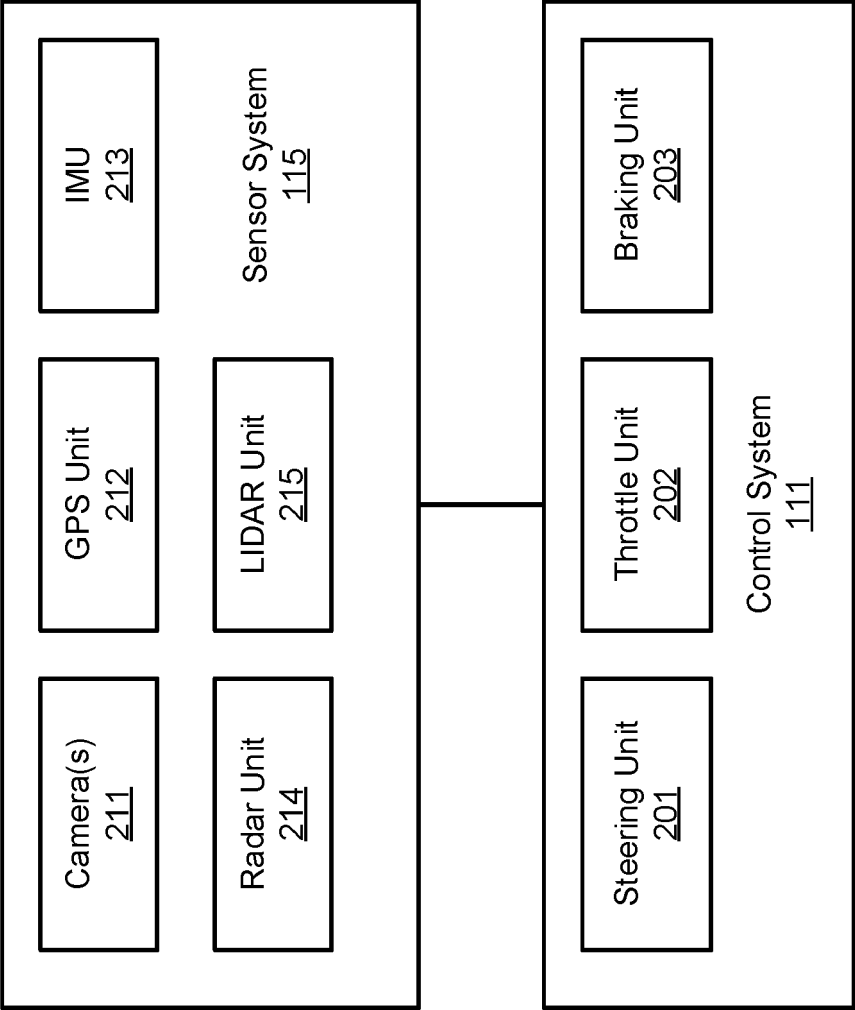 Camera(s)
211
GPS Unit
212
IMU
213
Radar Unit
214
LIDAR Unit
215
Sensor System
115
Steering Unit
201
Throttle Unit
202
Braking Unit
203
Control System
111